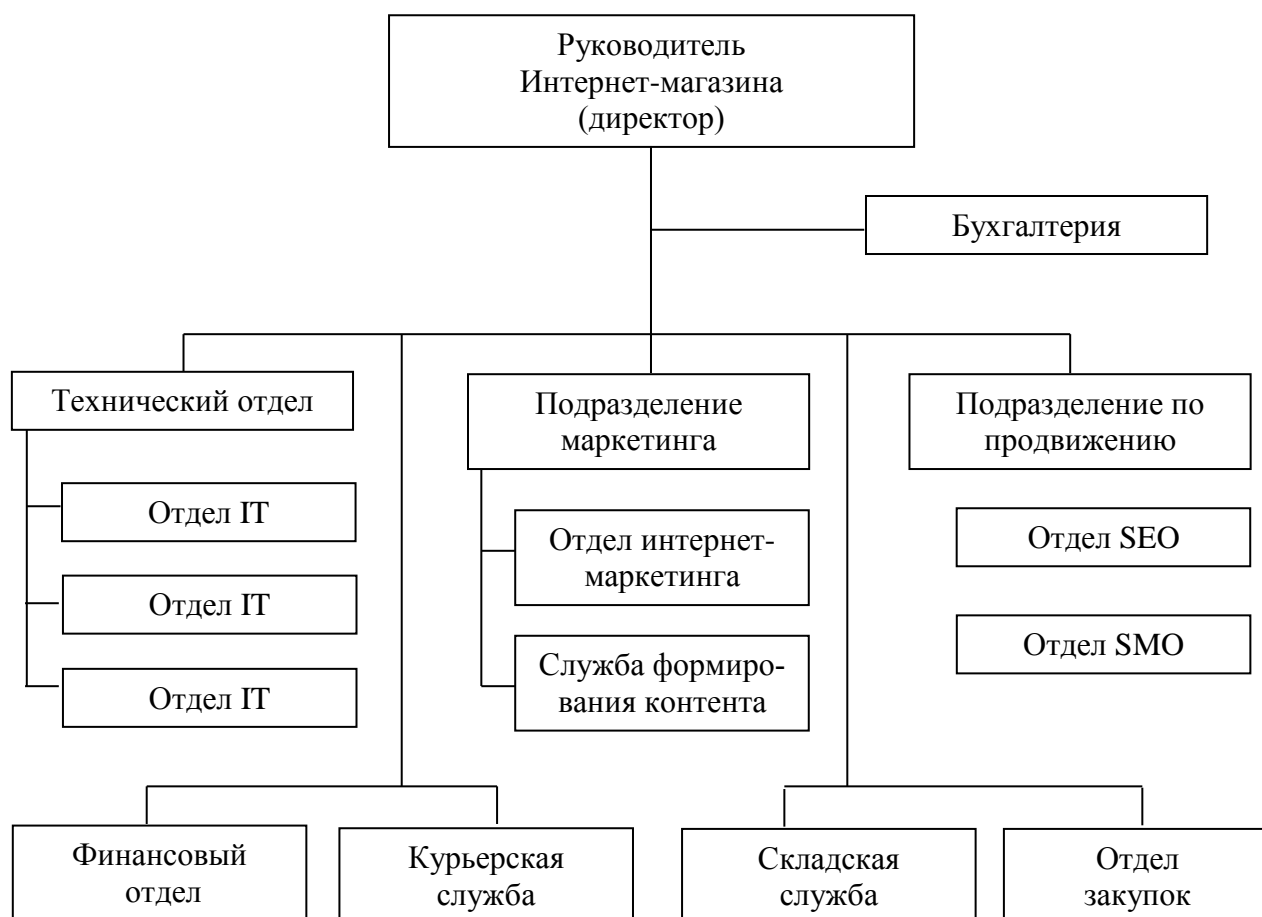 Руководитель
Интернет-магазина
(директор)
Бухгалтерия
Технический отдел
Подразделение
маркетинга
Подразделение по
продвижению
Отдел IT
Отдел IT
Отдел IT
Отдел интернет-
маркетинга
Служба формиро-
вания контента
Отдел SEO
Отдел SMO
Финансовый
отдел
Курьерская
служба
Складская
служба
Отдел
закупок